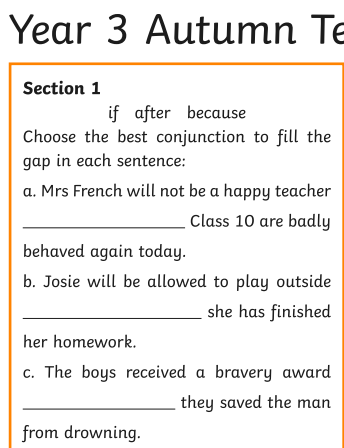 Year 3 Autumn Te
Section 1
if after because
Choose the best conjunction to fill the
gap in each sentence:
a. Mrs French will not be a happy teacher
_________________ Class 10 are badly
behaved again today.
b. Josie will be allowed to play outside
___________________ she has finished
her homework.
c. The boys received a bravery award
________________ they saved the man
from drowning.